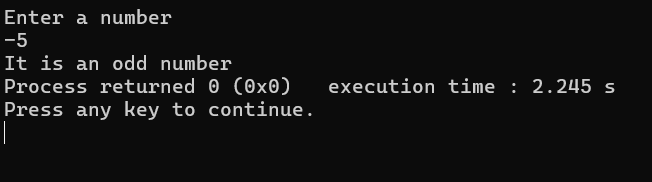 Enter a number
-5
It is an odd number
Process returned 0 (0x0)   execution time : 2.245 s
Press any key to continue.